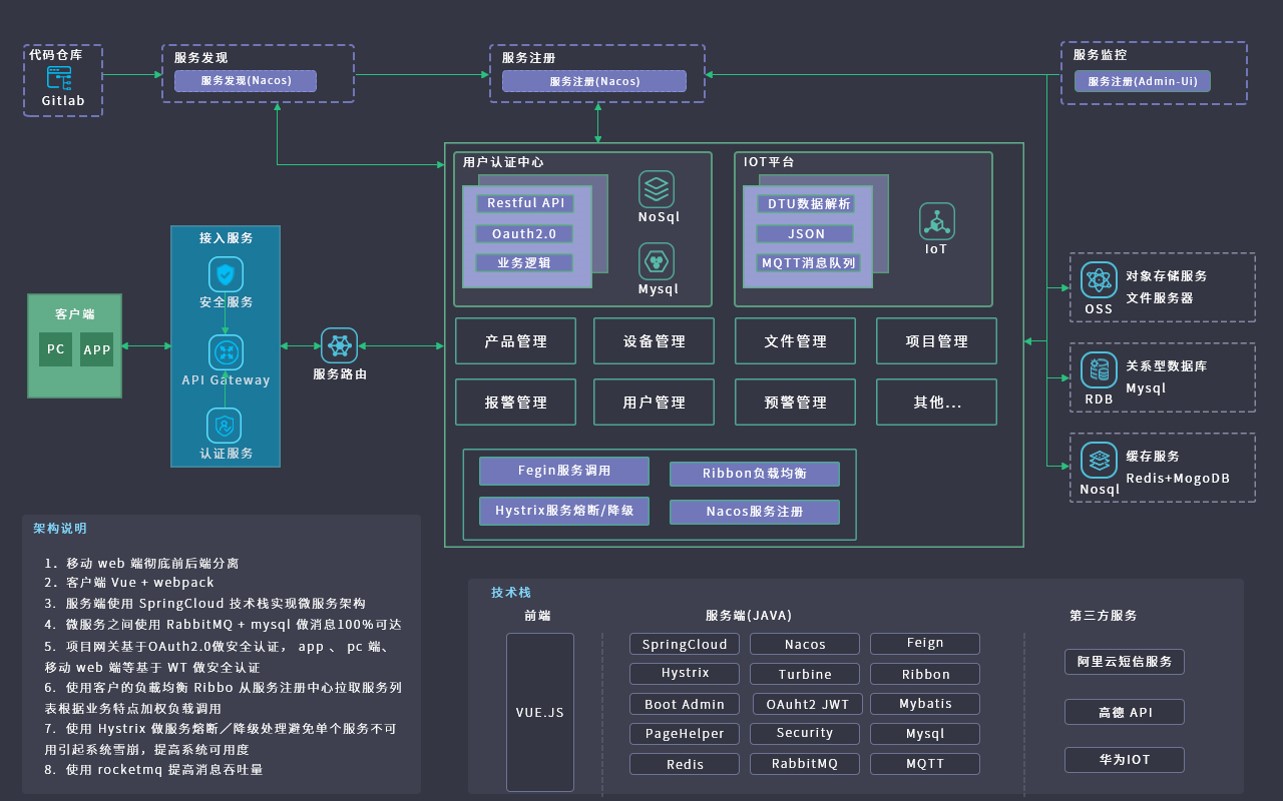 代码仓库
Gitlab
服务发现
服务发现(Nacos)
服务注册
服务注册(Nacos)
服务监控
服务注册(Admin-Ui)
用户认证中心
Restful API
Oauth2.0
业务逻辑
NoSql
Mysql
IOT平台
DTU数据解析
JSON
MQTT消息队列
IoT
接入服务
安全服务
API Gateway
认证服务
客户端
PC
APP
服务路由
产品管理
设备管理
文件管理
项目管理
报警管理
用户管理
预警管理
其他...
Fegin服务调用
Ribbon负载均衡
Hystrix服务熔断/降级
Nacos服务注册
OSS
对象存储服务
文件服务器
RDB
关系型数据库
Mysql
Nosql
缓存服务
Redis+MogoDB
架构说明
1. 移动 web 端彻底前后端分离
2. 客户端 Vue + webpack
3. 服务端使用 SpringCloud 技术栈实现微服务架构
4. 微服务之间使用 RabbitMQ + mysql 做消息100%可达
5. 项目网关基于OAuth2.0做安全认证， app 、 pc 端、
移动 web 端等基于 WT 做安全认证
6. 使用客户的负载均衡 Ribbo 从服务注册中心拉取服务列
表根据业务特点加权负载调用
7. 使用 Hystrix 做服务熔断／降级处理避免单个服务不可
用引起系统雪崩，提高系统可用度
8. 使用 rocketmq 提高消息吞吐量
技术栈
前端
VUE.JS
服务端(JAVA)
SpringCloud
Nacos
Feign
Hystrix
Turbine
Ribbon
Boot Admin
OAuht2 JWT
Mybatis
PageHelper
Security
Mysql
Redis
RabbitMQ
MQTT
第三方服务
阿里云短信服务
高德 API
华为IOT